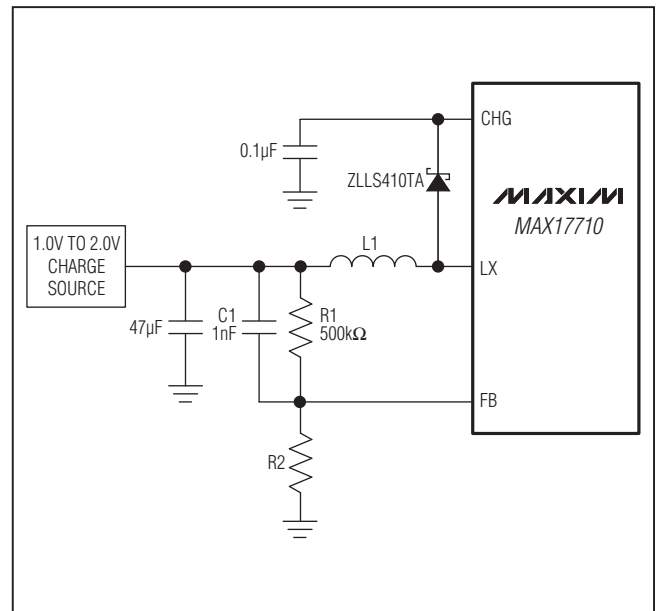 CHG
0.1µF
ZLLS410TA
MAXIM
MAX17710
1.0V TO 2.0V
CHARGE
SOURCE
L1
LX
47µF
C1
1nF
R1
500kΩ
FB
R2